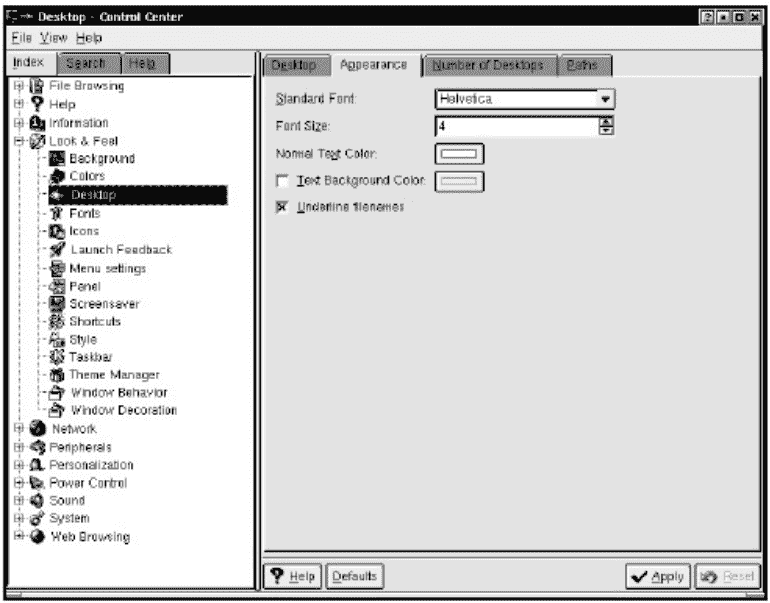 Desktop - Control Center
File View Help
Index Search Help
File Browsing
Help
Information
Look & Feel
Background
Colors
Desktop
Fonts
Icons
Launch Feedback
Menu settings
Panel
Screensaver
Shortcuts
Style
Taskbar
Theme Manager
Window Behavior
Window Decoration
Network
Peripherals
Personalization
Power Control
Sound
System
Web Browsing
Desktop Appearance Number of Desktops Paths
Standard Font: Helvetica
Font Size: 4
Normal Text Color:
Text Background Color:
Underline filenames
Help Defaults Apply Reset